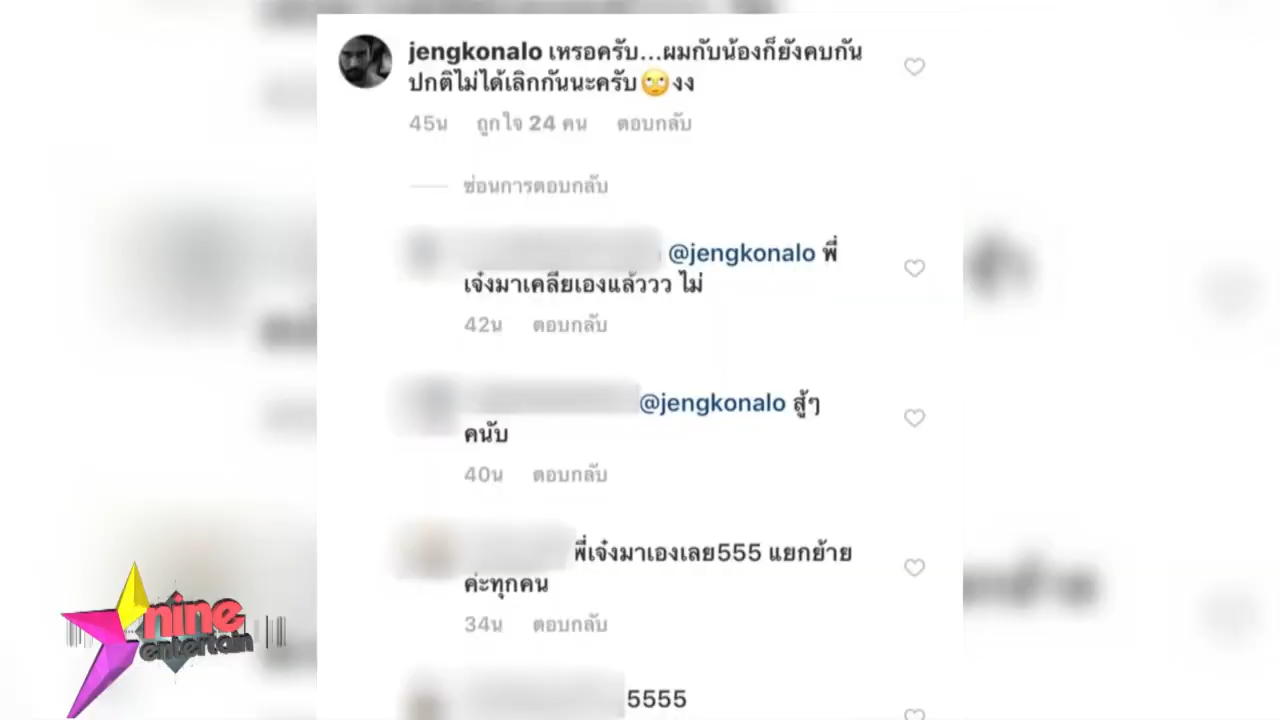 jengkonalo เหรอครับ...ผมกับน้องก็ยังคบกัน
ปกติไม่ได้เลิกกันนะครับ🙄งง
45น ถูกใจ 24 คน ตอบกลับ
ซ่อนการตอบกลับ
@jengkonalo พี่
เจ๋งมาเคลียเองแล้ววว ไม่
42น ตอบกลับ
@jengkonalo สู้ๆ
คนับ
40น ตอบกลับ
พี่เจ๋งมาเองเลย555 แยกย้าย
ค่ะทุกคน
34น ตอบกลับ
5555
nine
entertain